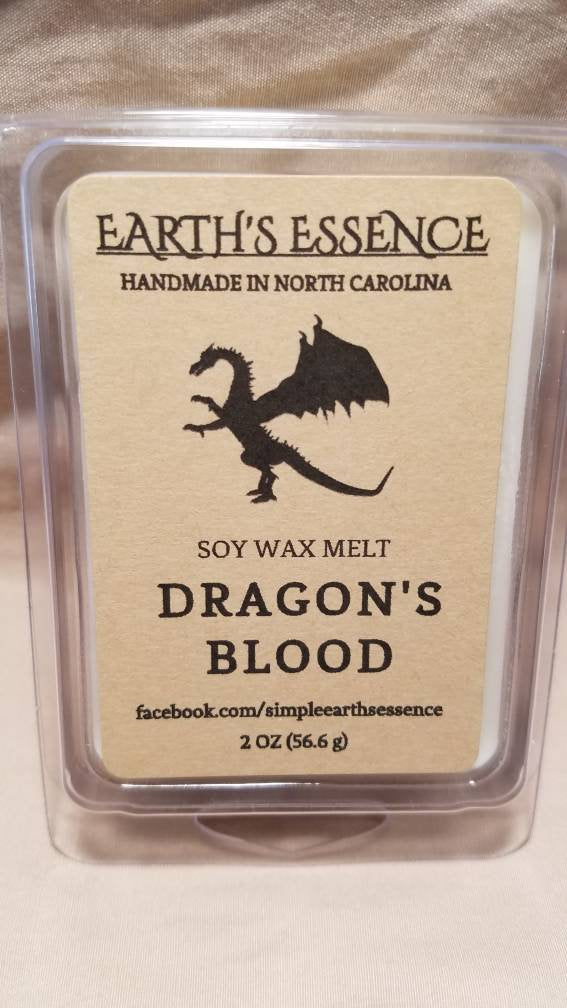 EARTH'S ESSENCE
HANDMADE IN NORTH CAROLINA
SOY WAX MELT
DRAGON'S
BLOOD
facebook.com/simpleearthsessence
2 OZ (56.6 g)